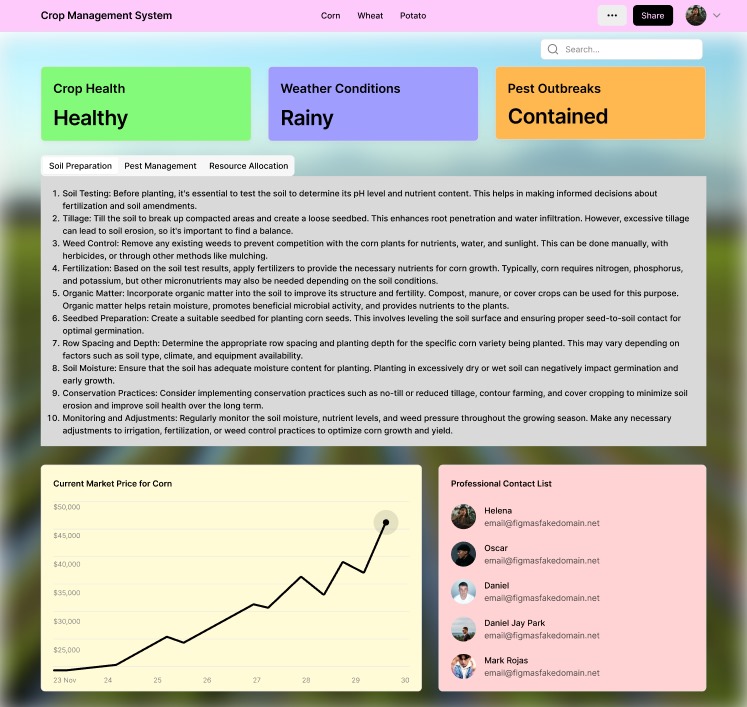 Crop Management System
Corn Wheat Potato
Share
Search...
Crop Health
Healthy
Weather Conditions
Rainy
Pest Outbreaks
Contained
Soil Preparation Pest Management Resource Allocation
1. Soil Testing: Before planting, it's essential to test the soil to determine its pH level and nutrient content. This helps in making informed decisions about
fertilization and soil amendments.
2. Tillage: Till the soil to break up compacted areas and create a loose seedbed. This enhances root penetration and water infiltration. However, excessive tillage
can lead to soil erosion, so it's important to find a balance.
3. Weed Control: Remove any existing weeds to prevent competition with the corn plants for nutrients, water, and sunlight. This can be done manually, with
herbicides, or through other methods like mulching.
4. Fertilization: Based on the soil test results, apply fertilizers to provide the necessary nutrients for corn growth. Typically, corn requires nitrogen, phosphorus,
and potassium, but other micronutrients may also be needed depending on the soil conditions.
5. Organic Matter: Incorporate organic matter into the soil to improve its structure and fertility. Compost, manure, or cover crops can be used for this purpose.
Organic matter helps retain moisture, promotes beneficial microbial activity, and provides nutrients to the plants.
6. Seedbed Preparation: Create a suitable seedbed for planting corn seeds. This involves leveling the soil surface and ensuring proper seed-to-soil contact for
optimal germination.
7. Row Spacing and Depth: Determine the appropriate row spacing and planting depth for the specific corn variety being planted. This may vary depending on
factors such as soil type, climate, and equipment availability.
8. Soil Moisture: Ensure that the soil has adequate moisture content for planting. Planting in excessively dry or wet soil can negatively impact germination and
early growth.
9. Conservation Practices: Consider implementing conservation practices such as no-till or reduced tillage, contour farming, and cover cropping to minimize soil
erosion and improve soil health over the long term.
10. Monitoring and Adjustments: Regularly monitor the soil moisture, nutrient levels, and weed pressure throughout the growing season. Make any necessary
adjustments to irrigation, fertilization, or weed control practices to optimize corn growth and yield.
Current Market Price for Corn
$50,000
$45,000
$40,000
$35,000
$30,000
$25,000
23 Nov 24 25 26 27 28 29 30
Professional Contact List
Helena
email@figmasfakedomain.net
Oscar
email@figmasfakedomain.net
Daniel
email@figmasfakedomain.net
Daniel Jay Park
email@figmasfakedomain.net
Mark Rojas
email@figmasfakedomain.net